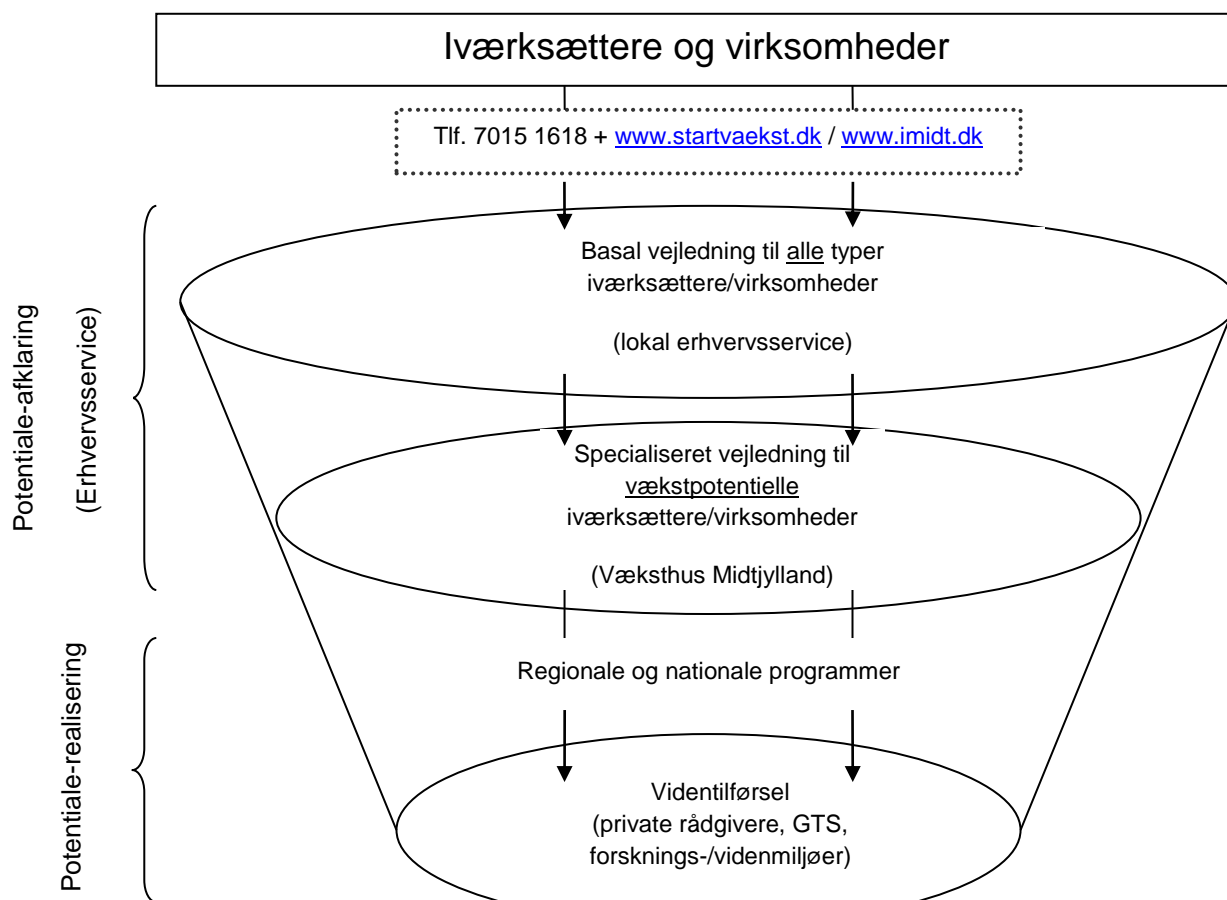 Iværksættere og virksomheder
Tlf. 7015 1618 + www.startvaekst.dk / www.imidt.dk
Potentiale-afklaring
(Erhvervsservice)
Basal vejledning til alle typer
iværksættere/virksomheder
(lokal erhvervsservice)
Specialiseret vejledning til
vækstpotentielle
iværksættere/virksomheder
(Væksthus Midtjylland)
Potentiale-realisering
Regionale og nationale programmer
Videntilførsel
(private rådgivere, GTS,
forsknings-/videnmiljøer)